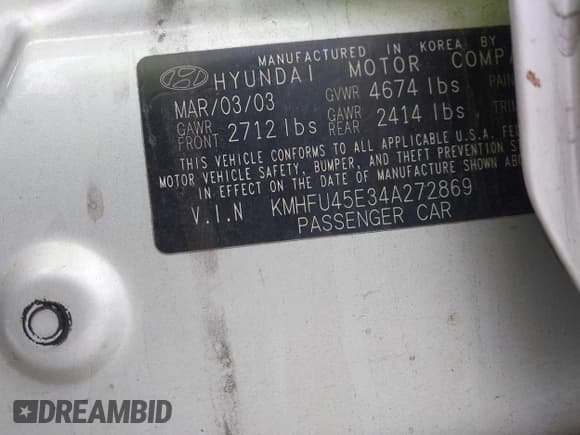 MANUFACTURED IN KOREA BY
HYUNDAI MOTOR
MAR/03/03 GVWR 4674 lbs
GAWR FRONT 2712 lbs GAWR REAR 2414 lbs
THIS VEHICLE CONFORMS TO ALL APPLICABLE U.S.A.
MOTOR VEHICLE SAFETY, BUMPER, AND THEFT PREVENTION
IN EFFECT ON THE DATE OF MANUFACTURE SHOWN
V.I.N KMHFU45E34A272869
PASSENGER CAR
DREAMBID